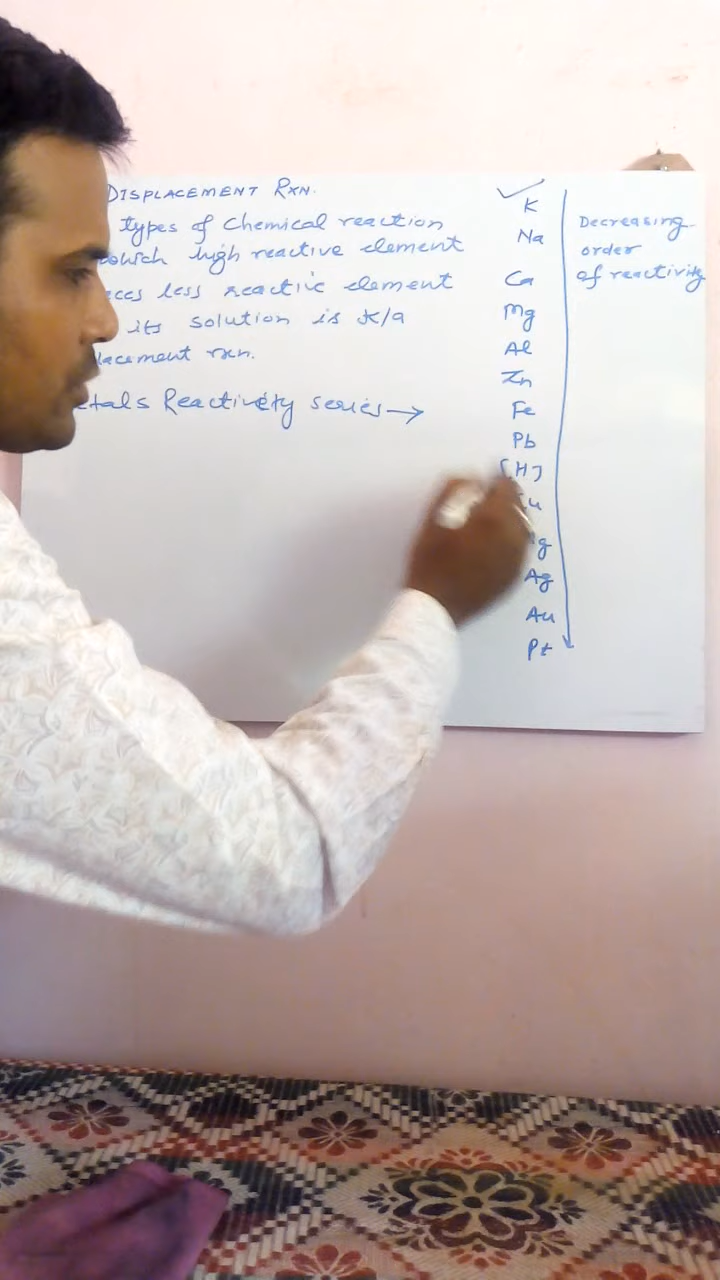 DISPLACEMENT RXN.
types of Chemical reaction
which high reactive element
less reactive element
its solution is K/a
lacement rxn.
etals Reactivity series →
K
Na
Ca
Mg
Al
Zn
Fe
Pb
[H]
Ag
Au
Pt
Decreasing
order
of reactivity